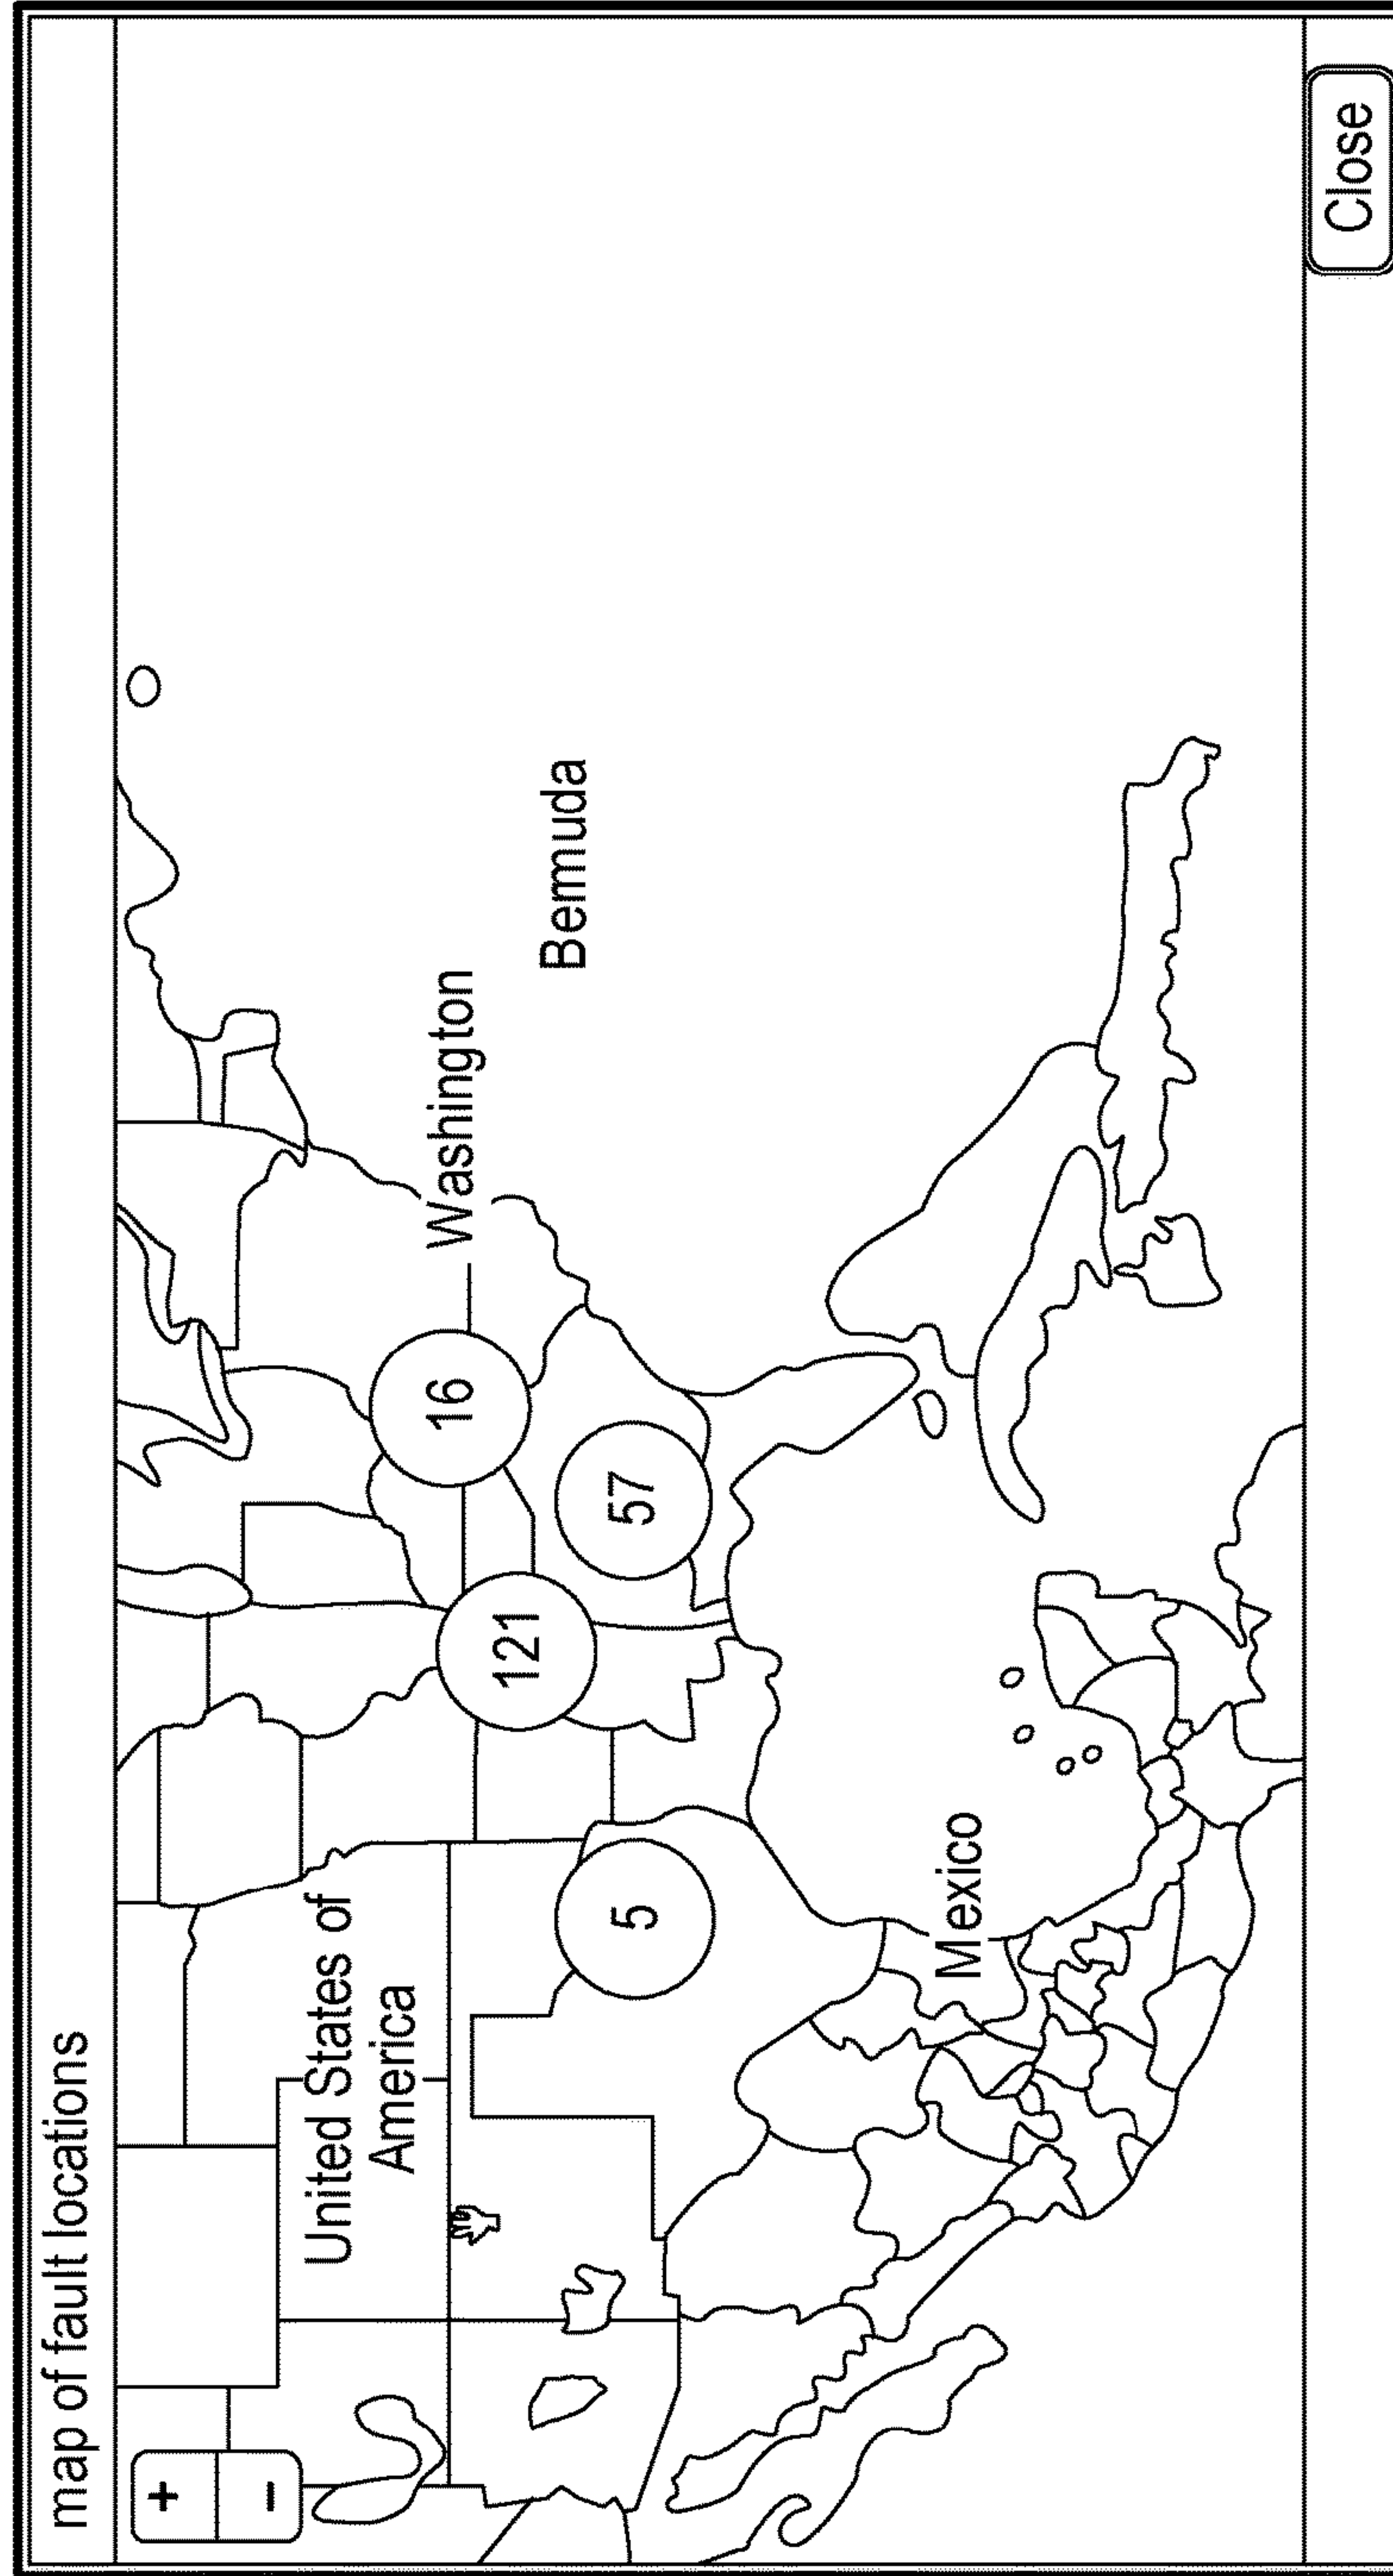 map of fault locations
+
−
United States of
America
Washington
Bermuda
16
121
57
5
Mexico
Close